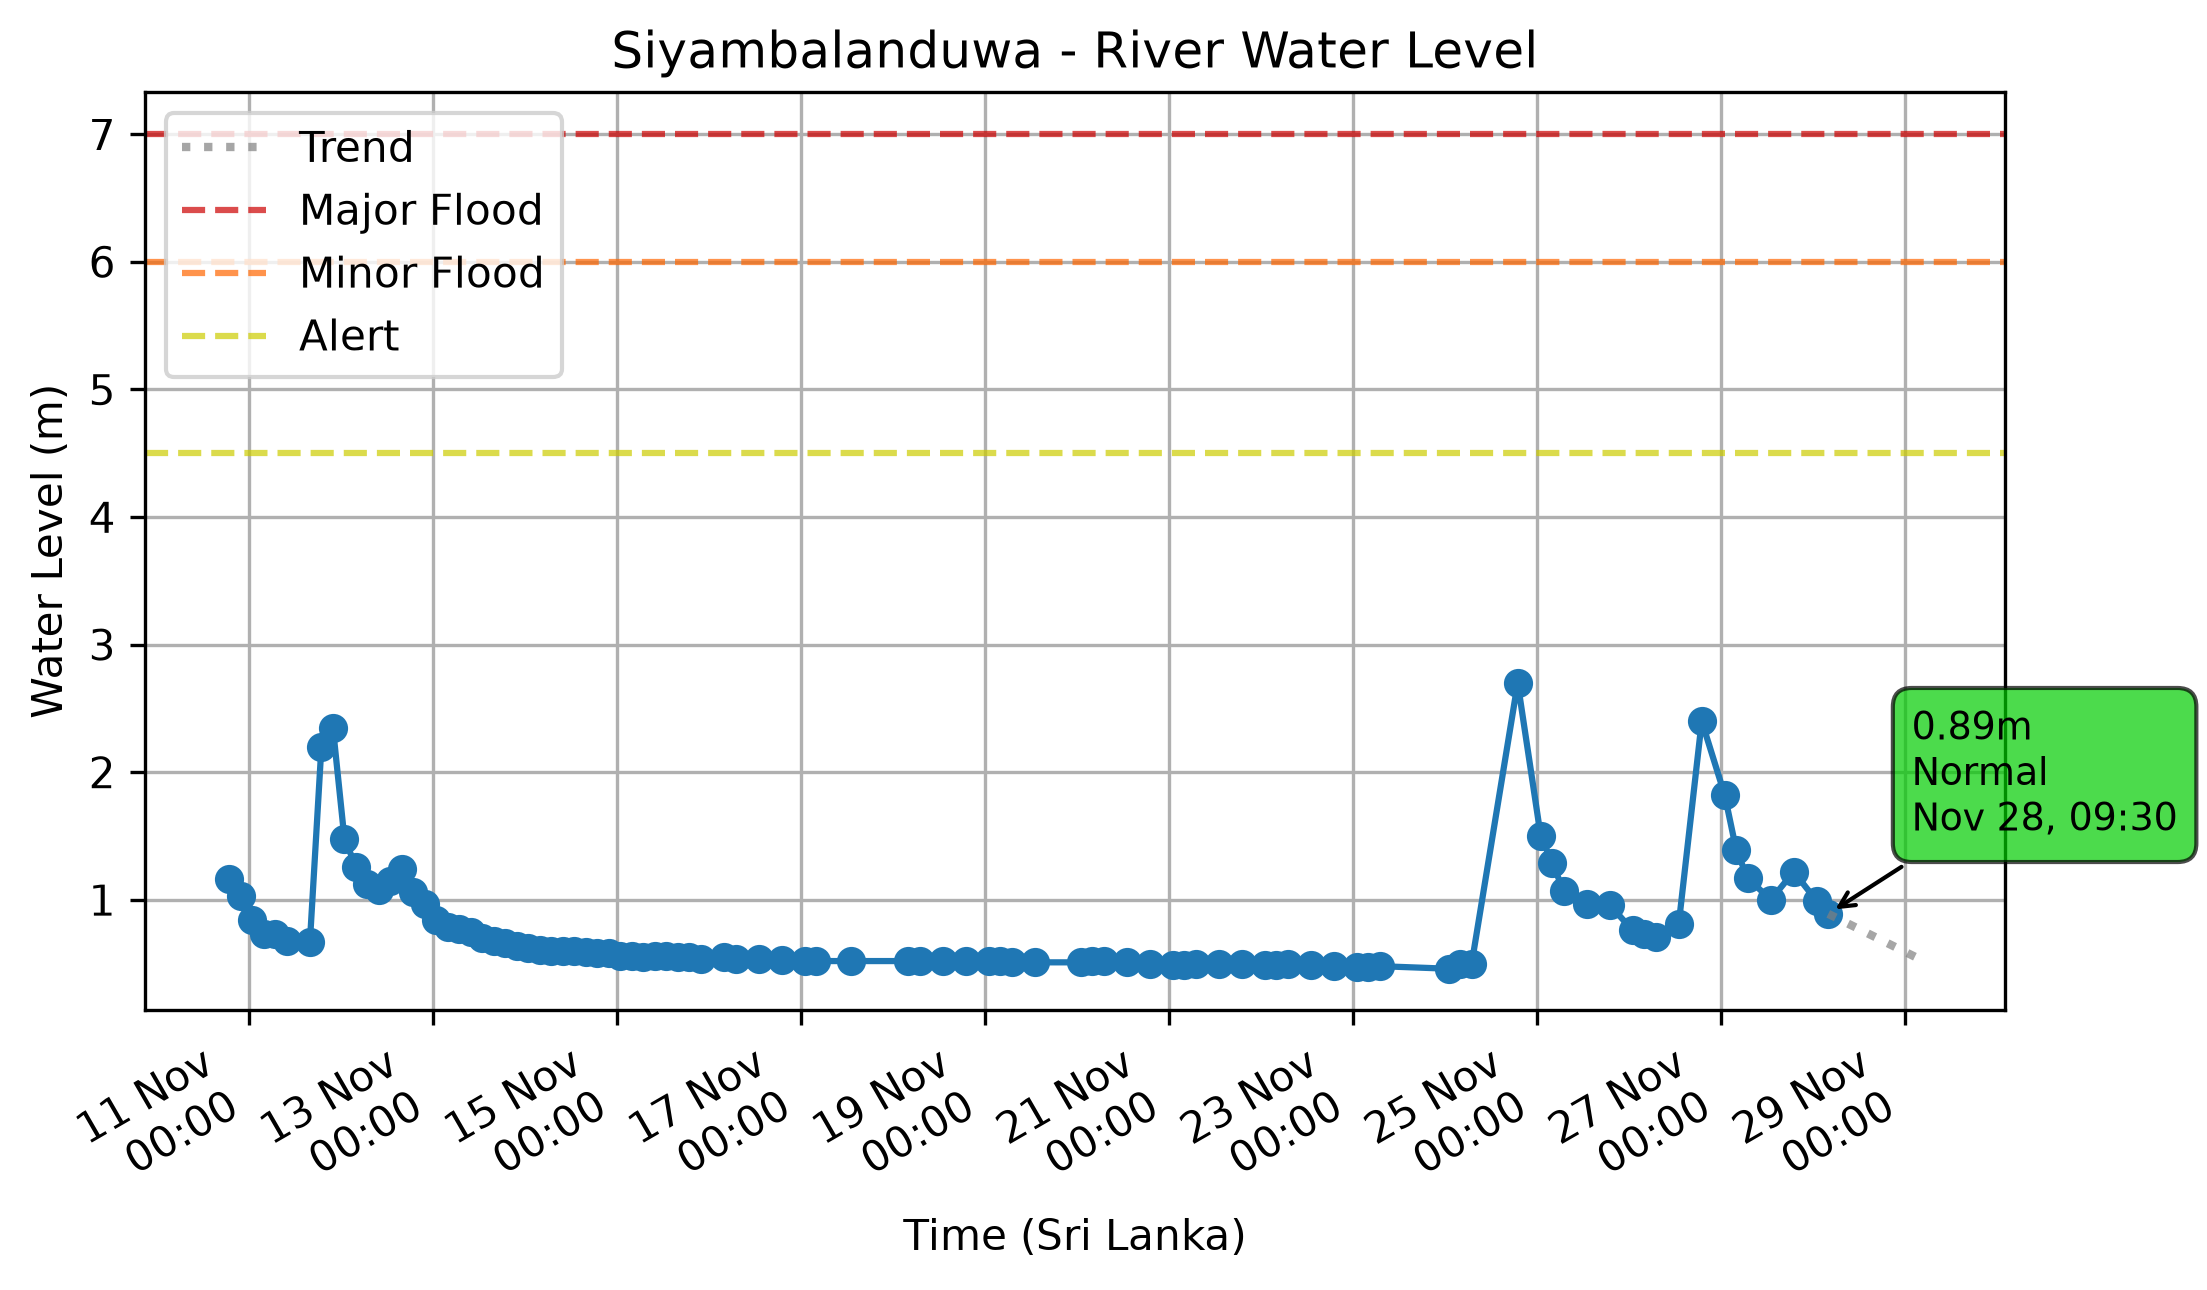 Siyambalanduwa - River Water Level
Trend
Major Flood
Minor Flood
Alert
7
6
5
4
3
2
1
Water Level (m)
0.89m
Normal
Nov 28, 09:30
11 Nov
00:00
13 Nov
00:00
15 Nov
00:00
17 Nov
00:00
19 Nov
00:00
21 Nov
00:00
23 Nov
00:00
25 Nov
00:00
27 Nov
00:00
29 Nov
00:00
Time (Sri Lanka)